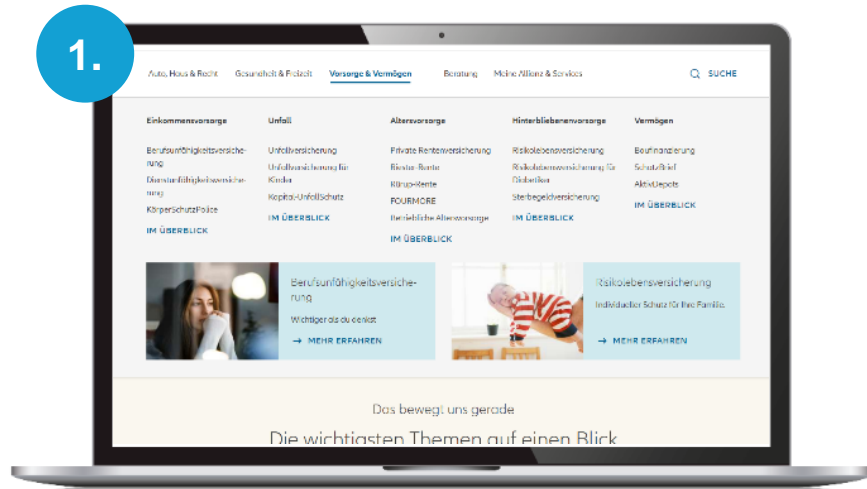 1.
Auto, Haus & Recht Gesundheit & Freizeit Vorsorge & Vermögen Beratung Meine Allianz & Services SUCHE
Einkommensvorsorge
Berufsunfähigkeitsversiche-
rung
Dienstunfähigkeitsversiche-
rung
KörperSchutzPolice
IM ÜBERBLICK
Unfall
Unfallversicherung
Unfallversicherung für
Kinder
Kapital-UnfallSchutz
IM ÜBERBLICK
Altersvorsorge
Private Rentenversicherung
Riester-Rente
Rürup-Rente
FOURMORE
Betriebliche Altersvorsorge
IM ÜBERBLICK
Hinterbliebenenvorsorge
Risikolebensversicherung
Risikolebensversicherung für
Diabetiker
Sterbegeldversicherung
IM ÜBERBLICK
Vermögen
Baufinanzierung
SchatzBrief
AktivDepots
IM ÜBERBLICK
Berufsunfähigkeitsversiche-
rung
Wichtiger als du denkst
→ MEHR ERFAHREN
Risikolebensversicherung
Individueller Schutz für Ihre Familie.
→ MEHR ERFAHREN
Das bewegt uns gerade
Die wichtigsten Themen auf einen Blick